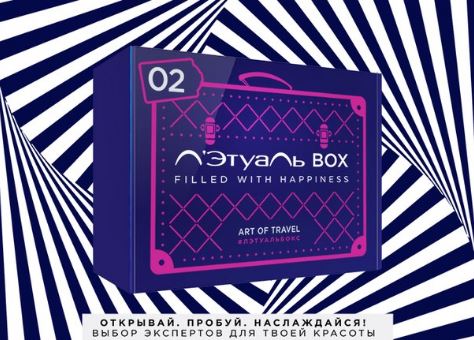 02
Л'ЭТУАЛЬ BOX
FILLED WITH HAPPINESS
ART OF TRAVEL
#ЛЭТУАЛЬБОКС
ОТКРЫВАЙ. ПРОБУЙ. НАСЛАЖДАЙСЯ!
ВЫБОР ЭКСПЕРТОВ ДЛЯ ТВОЕЙ КРАСОТЫ